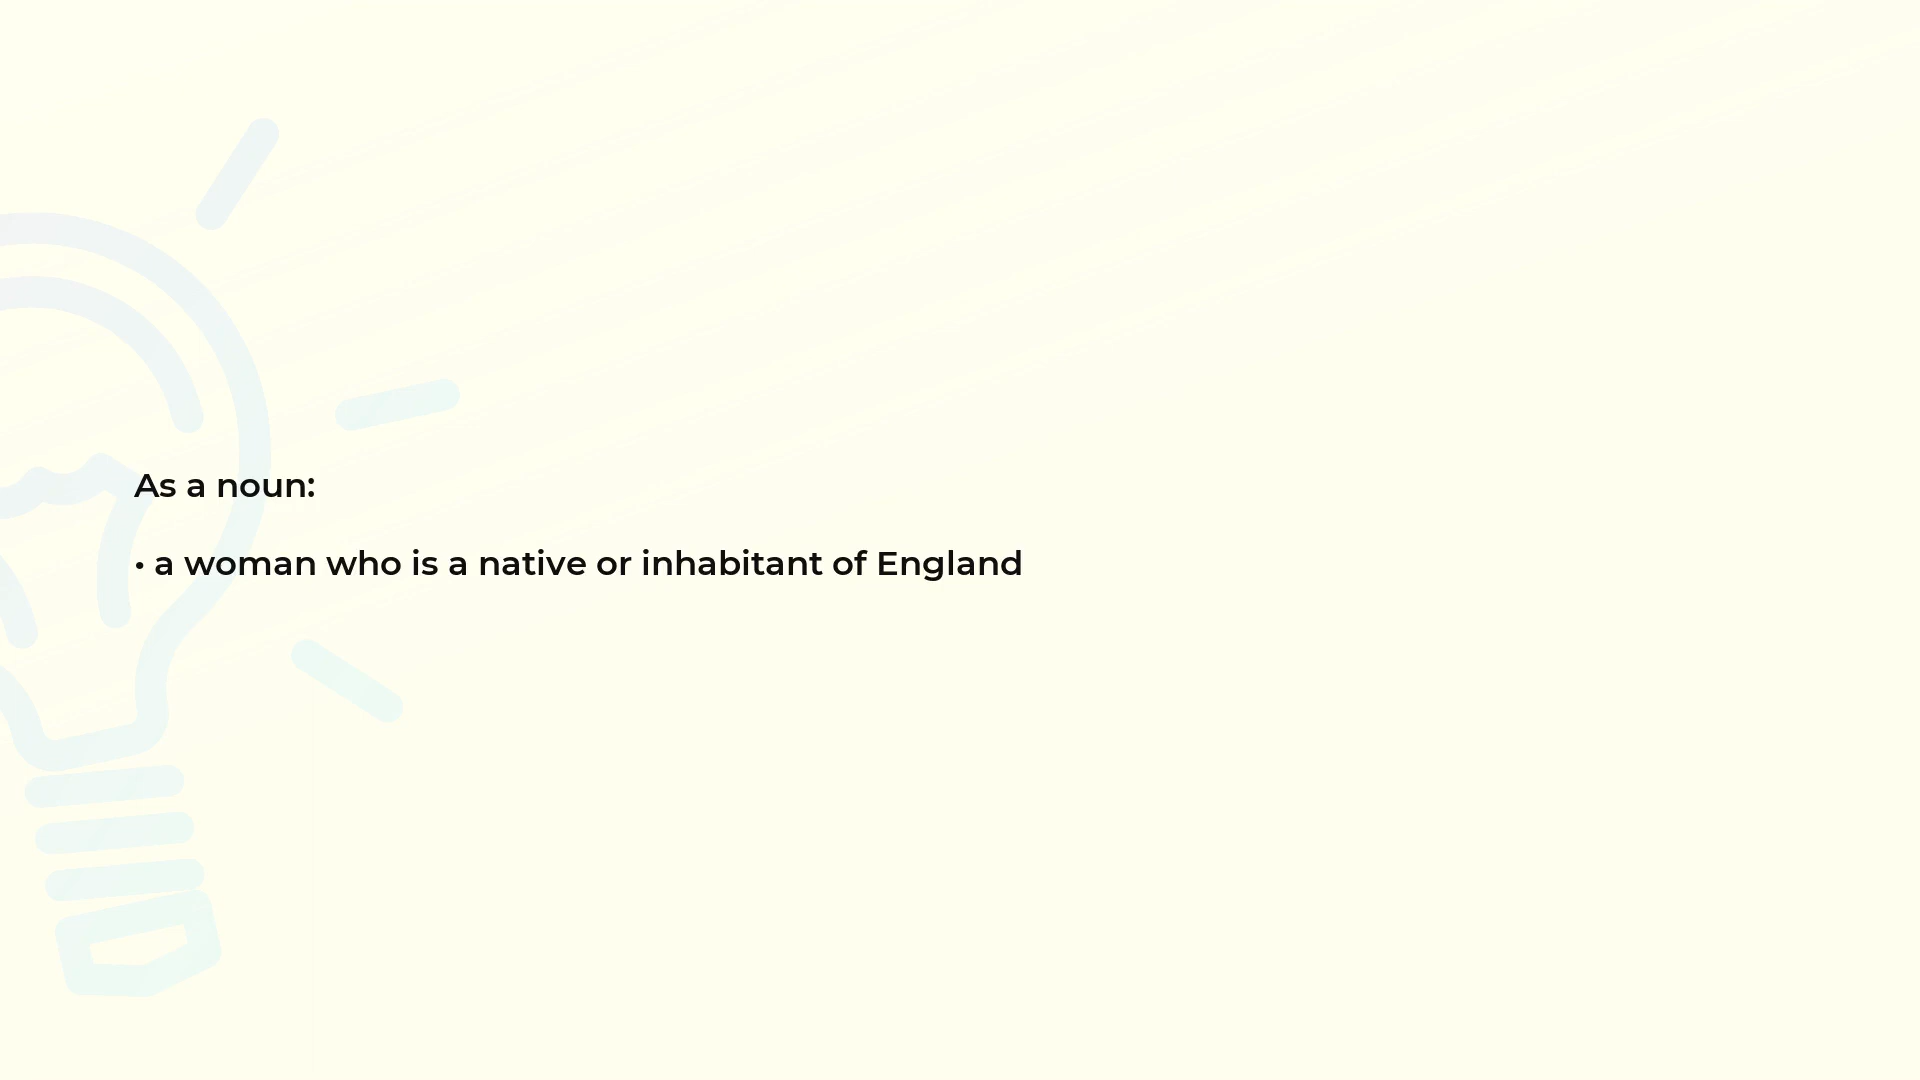 As a noun:
• a woman who is a native or inhabitant of England